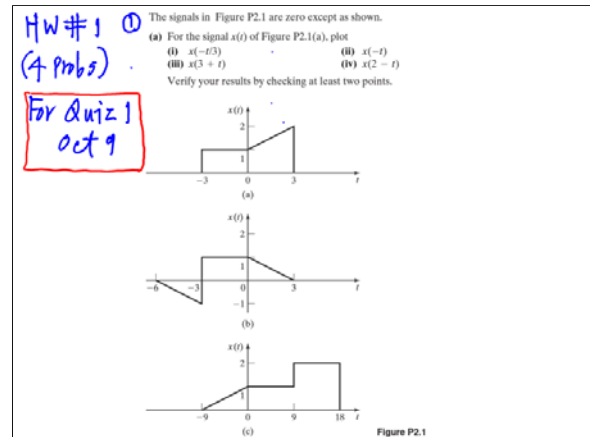 HW #1 ①
(4 Probs).
For Quiz 1
Oct 9
The signals in Figure P2.1 are zero except as shown.
(a) For the signal x(t) of Figure P2.1(a), plot
(i) x(−t/3) (ii) x(−t)
(iii) x(3 + t) (iv) x(2 − t)
Verify your results by checking at least two points.
x(t)
2
1
−3 0 3 t
(a)
x(t)
2
1
−6 −3 0 3 t
−1
(b)
x(t)
2
1
−9 0 9 18 t
(c) Figure P2.1